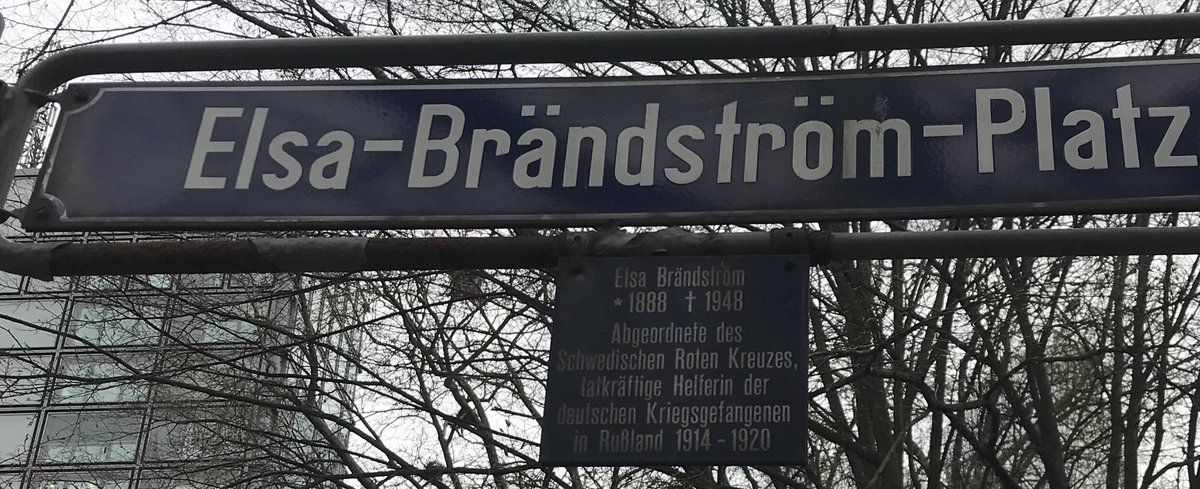 Elsa-Brändström-Platz
Elsa Brändström
* 1888 † 1948
Abgeordnete des
Schwedischen Roten Kreuzes,
tatkräftige Helferin der
deutschen Kriegsgefangenen
in Rußland 1914 - 1920